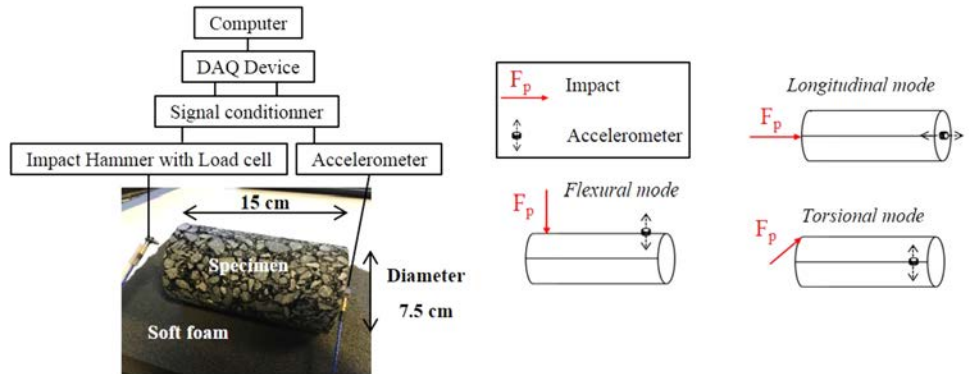 Computer
DAQ Device
Signal conditionner
Impact Hammer with Load cell
Accelerometer
15 cm
Specimen
Diameter
7.5 cm
Soft foam
Fp
Impact
Accelerometer
Longitudinal mode
Fp
Flexural mode
Fp
Torsional mode
Fp